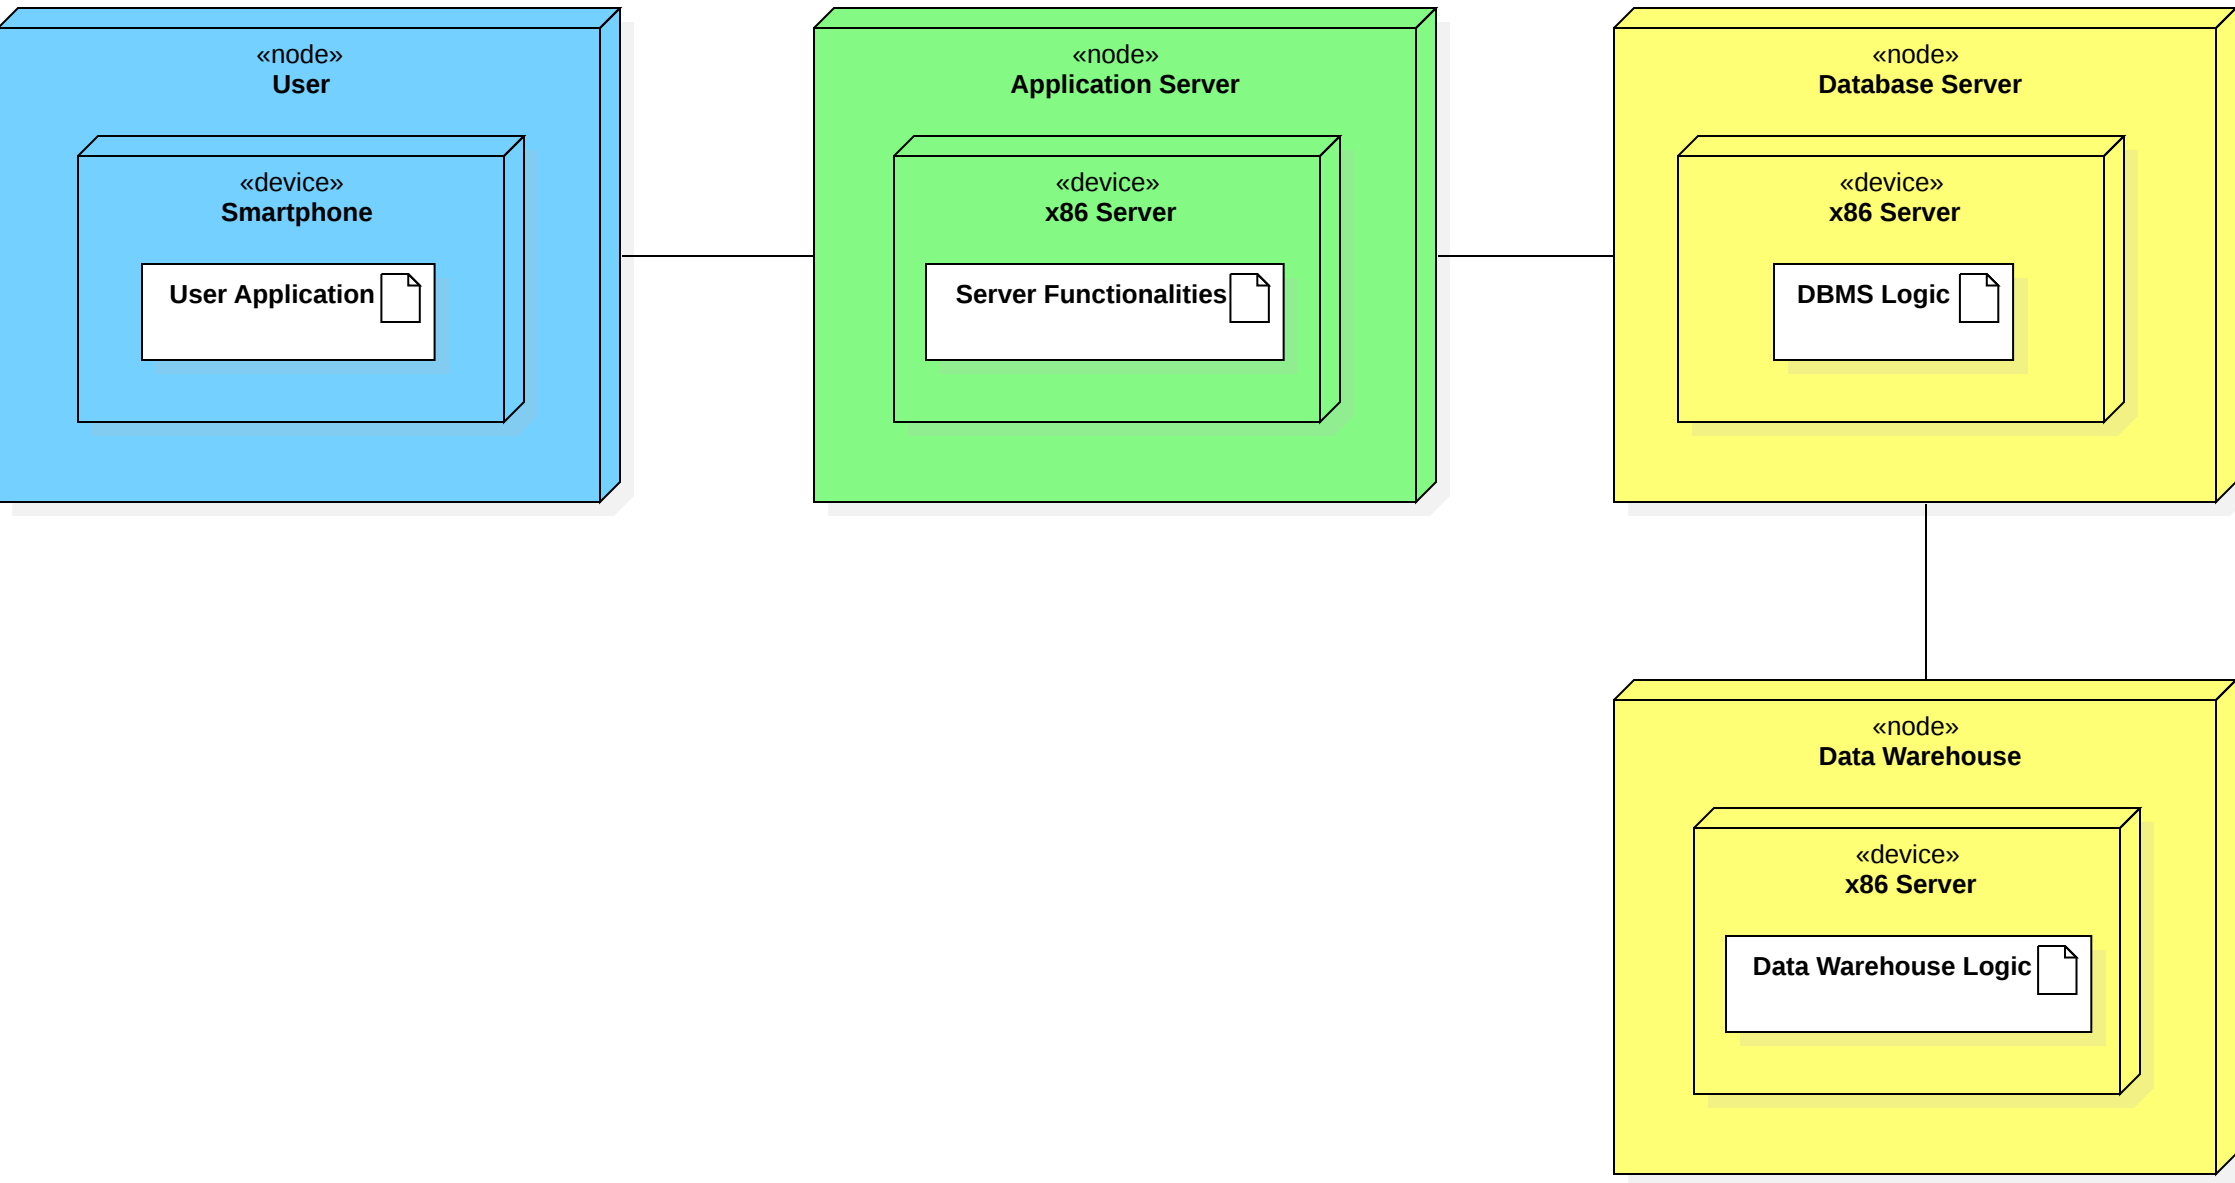 «node»
User
«device»
Smartphone
User Application
«node»
Application Server
«device»
x86 Server
Server Functionalities
«node»
Database Server
«device»
x86 Server
DBMS Logic
«node»
Data Warehouse
«device»
x86 Server
Data Warehouse Logic